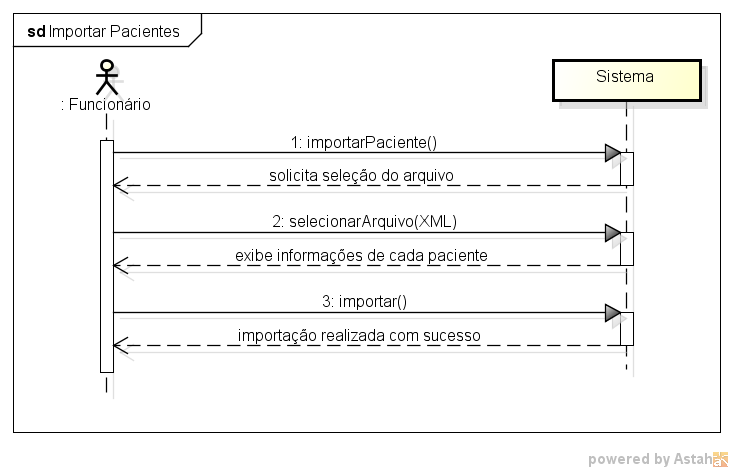 sd Importar Pacientes
: Funcionário
Sistema
1: importarPaciente()
solicita seleção do arquivo
2: selecionarArquivo(XML)
exibe informações de cada paciente
3: importar()
importação realizada com sucesso
powered by Astah